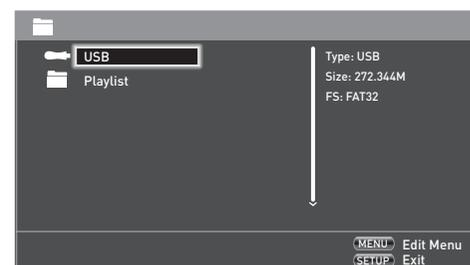 USB
Playlist
Type: USB
Size: 272.344M
FS: FAT32
MENU Edit Menu
SETUP Exit